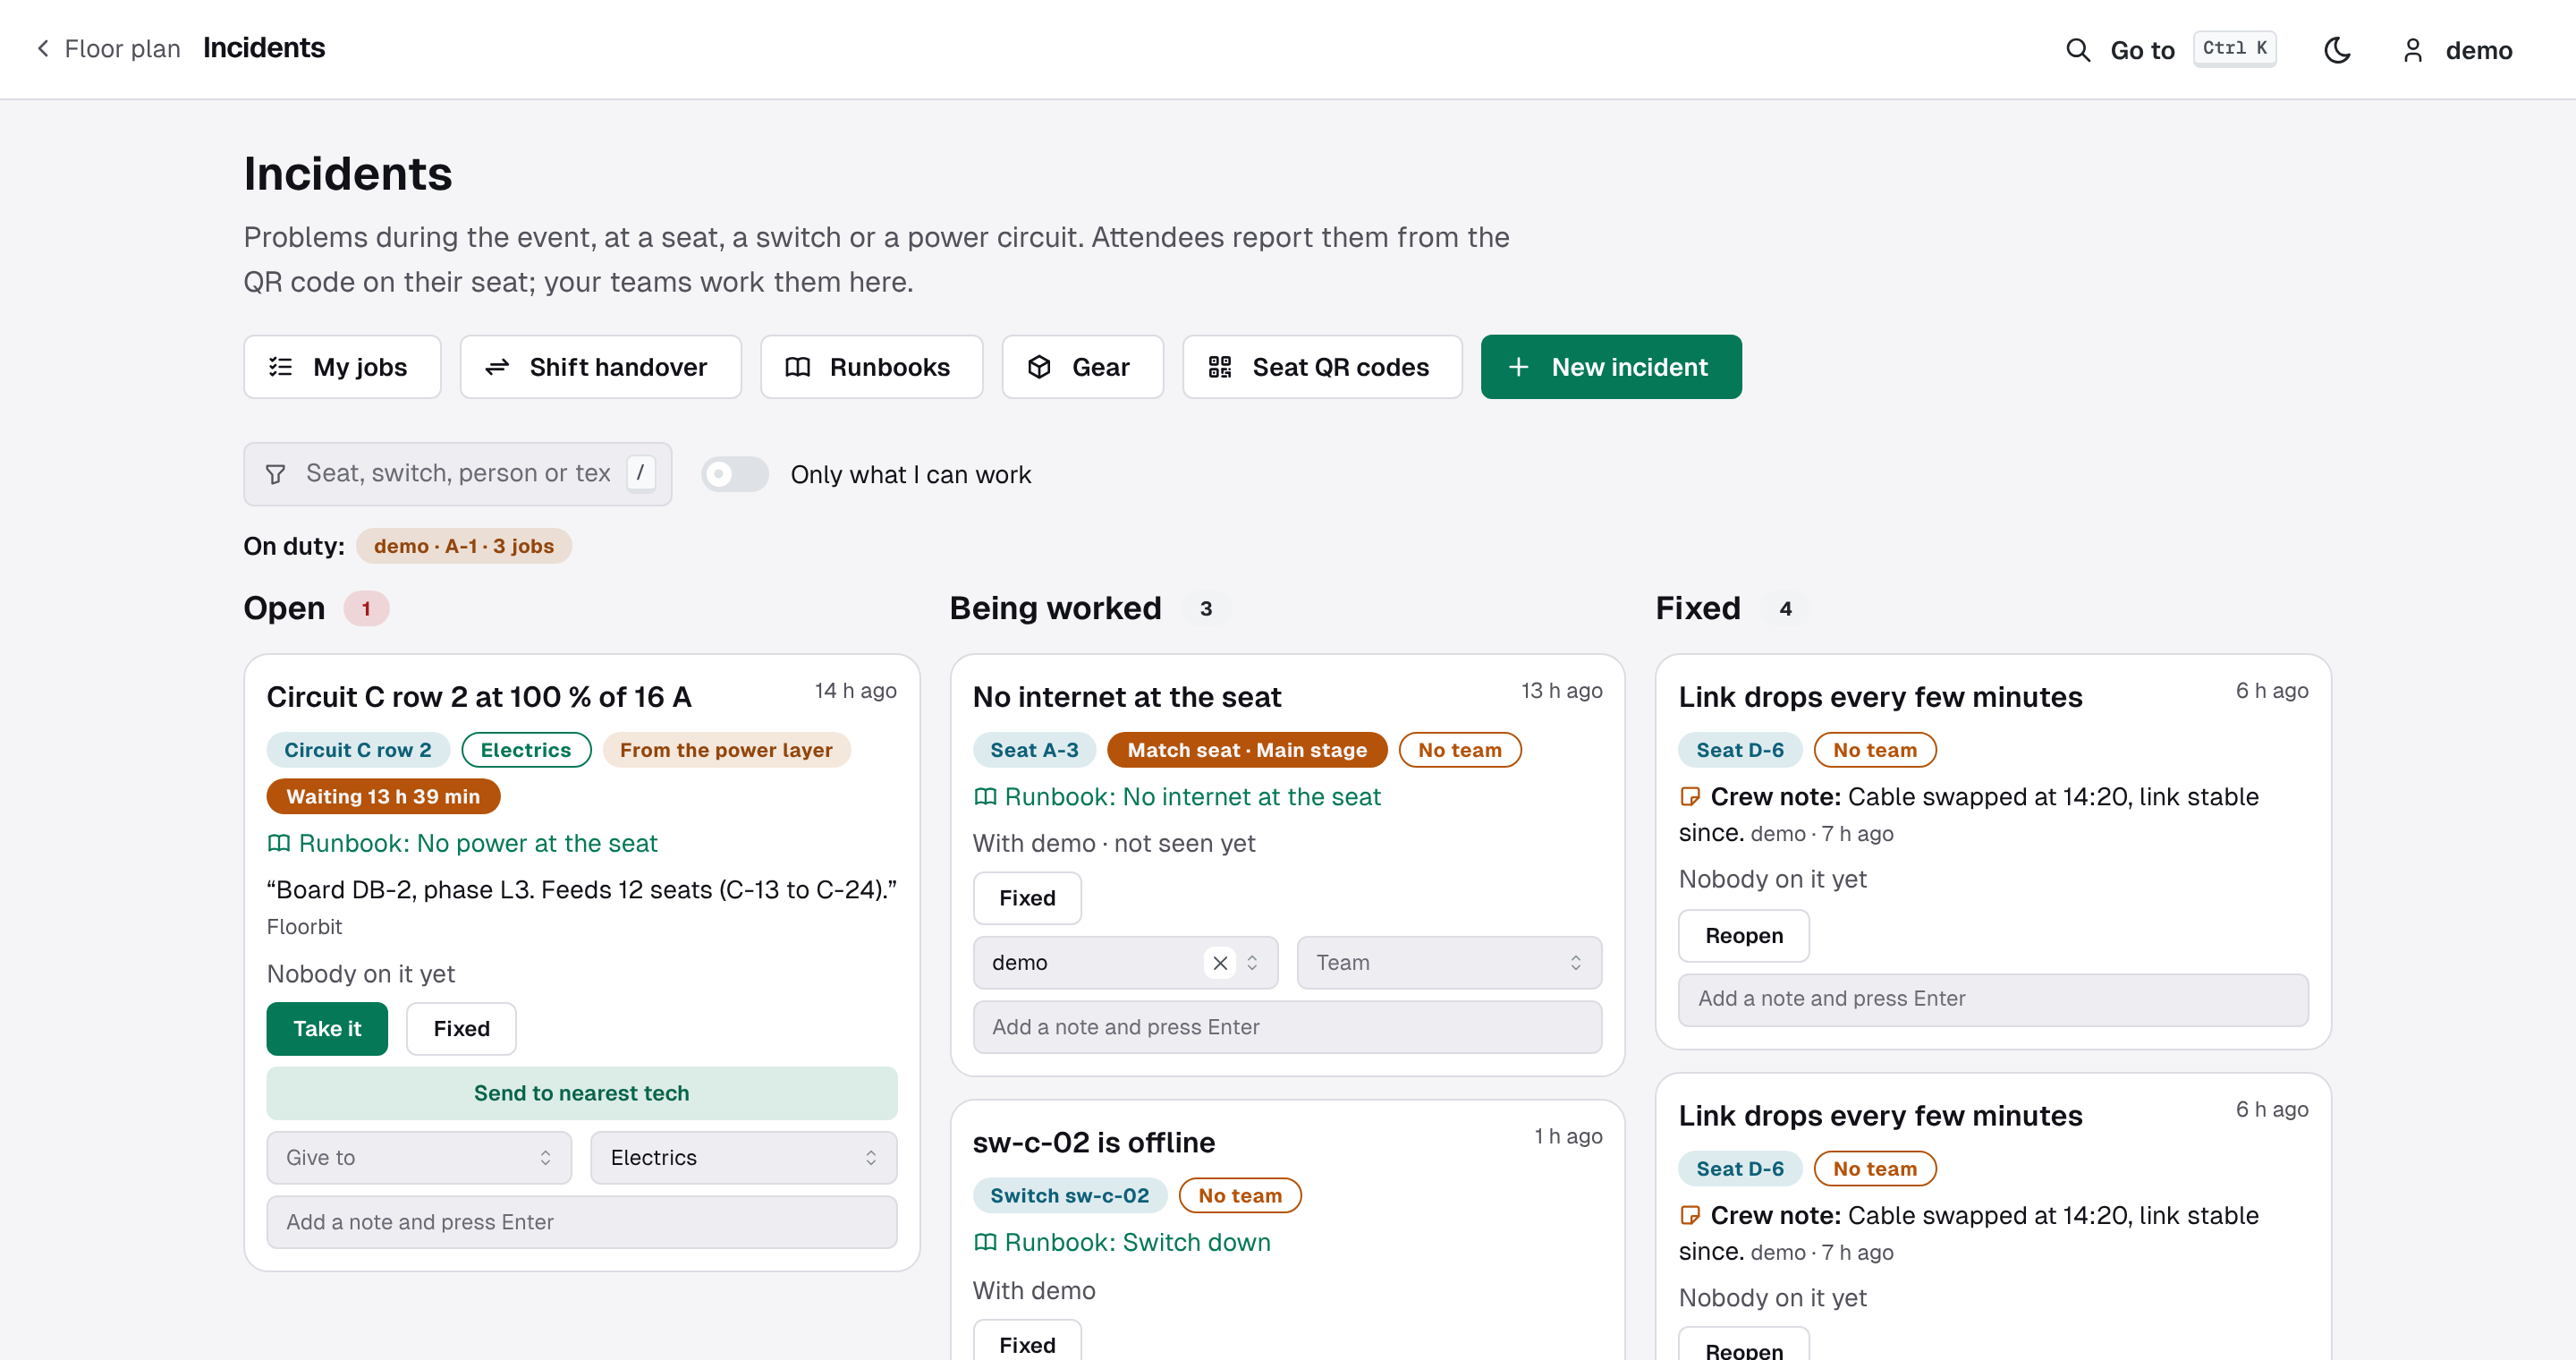 Floor plan Incidents
Go to Ctrl K demo
Incidents
Problems during the event, at a seat, a switch or a power circuit. Attendees report them from the
QR code on their seat; your teams work them here.
My jobs Shift handover Runbooks Gear Seat QR codes New incident
Seat, switch, person or tex / Only what I can work
On duty: demo · A-1 · 3 jobs
Open 1
Circuit C row 2 at 100 % of 16 A 14 h ago
Circuit C row 2 Electrics From the power layer
Waiting 13 h 39 min
Runbook: No power at the seat
“Board DB-2, phase L3. Feeds 12 seats (C-13 to C-24).”
Floorbit
Nobody on it yet
Take it Fixed
Send to nearest tech
Give to Electrics
Add a note and press Enter
Being worked 3
No internet at the seat 13 h ago
Seat A-3 Match seat · Main stage No team
Runbook: No internet at the seat
With demo · not seen yet
Fixed
demo Team
Add a note and press Enter
sw-c-02 is offline 1 h ago
Switch sw-c-02 No team
Runbook: Switch down
With demo
Fixed
Fixed 4
Link drops every few minutes 6 h ago
Seat D-6 No team
Crew note: Cable swapped at 14:20, link stable
since. demo · 7 h ago
Nobody on it yet
Reopen
Add a note and press Enter
Link drops every few minutes 6 h ago
Seat D-6 No team
Crew note: Cable swapped at 14:20, link stable
since. demo · 7 h ago
Nobody on it yet
Reopen